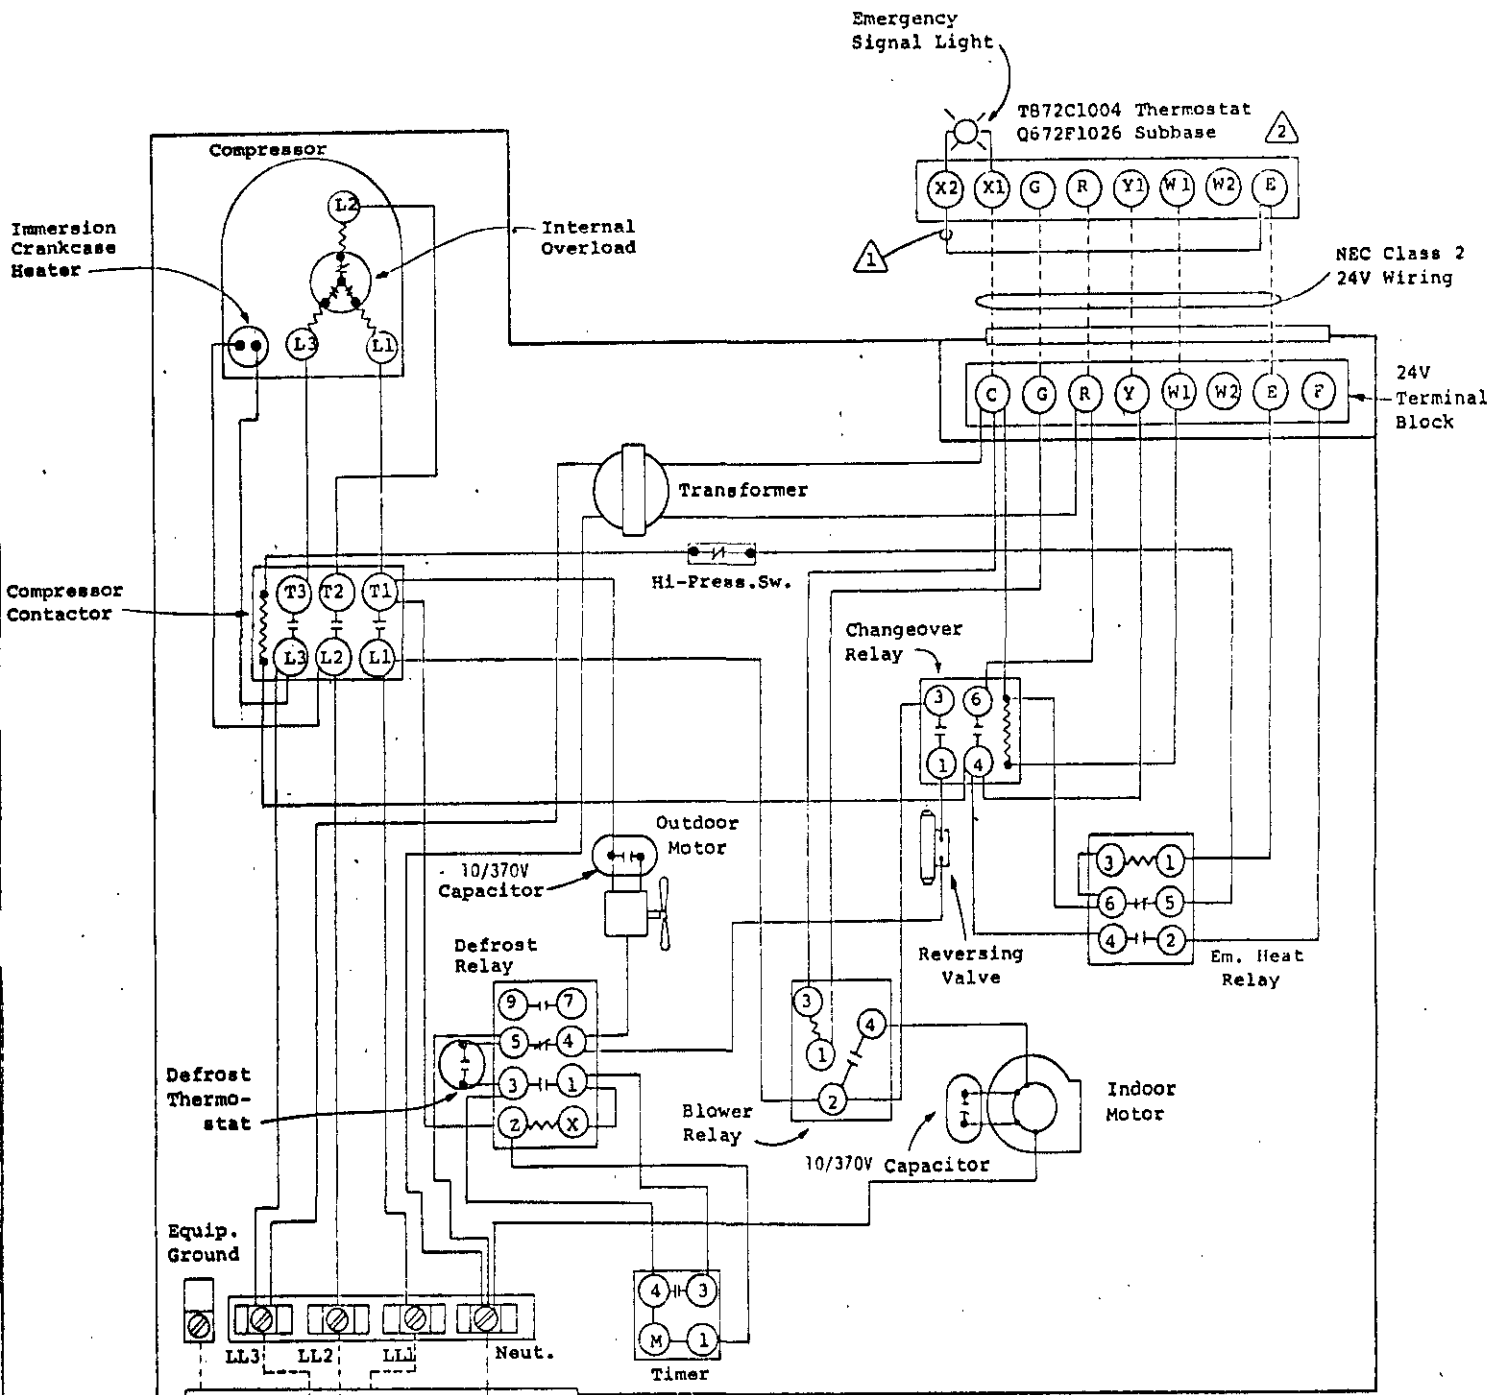 Emergency
Signal Light
T872C1004 Thermostat
Q672F1026 Subbase
2
X2 X1 G R Y1 W1 W2 E
1
NEC Class 2
24V Wiring
Compressor
L2
Immersion
Crankcase
Heater
Internal
Overload
L3 L1
C G R Y W1 W2 E F
24V
Terminal
Block
Transformer
Hi-Press.Sw.
Compressor
Contactor
T3 T2 T1
L3 L2 L1
Changeover
Relay
3 6
1 4
Outdoor
Motor
10/370V
Capacitor
3 1
6 5
4 2
Em. Heat
Relay
Reversing
Valve
Defrost
Relay
9 7
5 4
3 1
2 X
Defrost
Thermo-
stat
3 4
1
2
Blower
Relay
10/370V Capacitor
Indoor
Motor
Equip.
Ground
LL3 LL2 LL1 Neut.
4 3
M 1
Timer